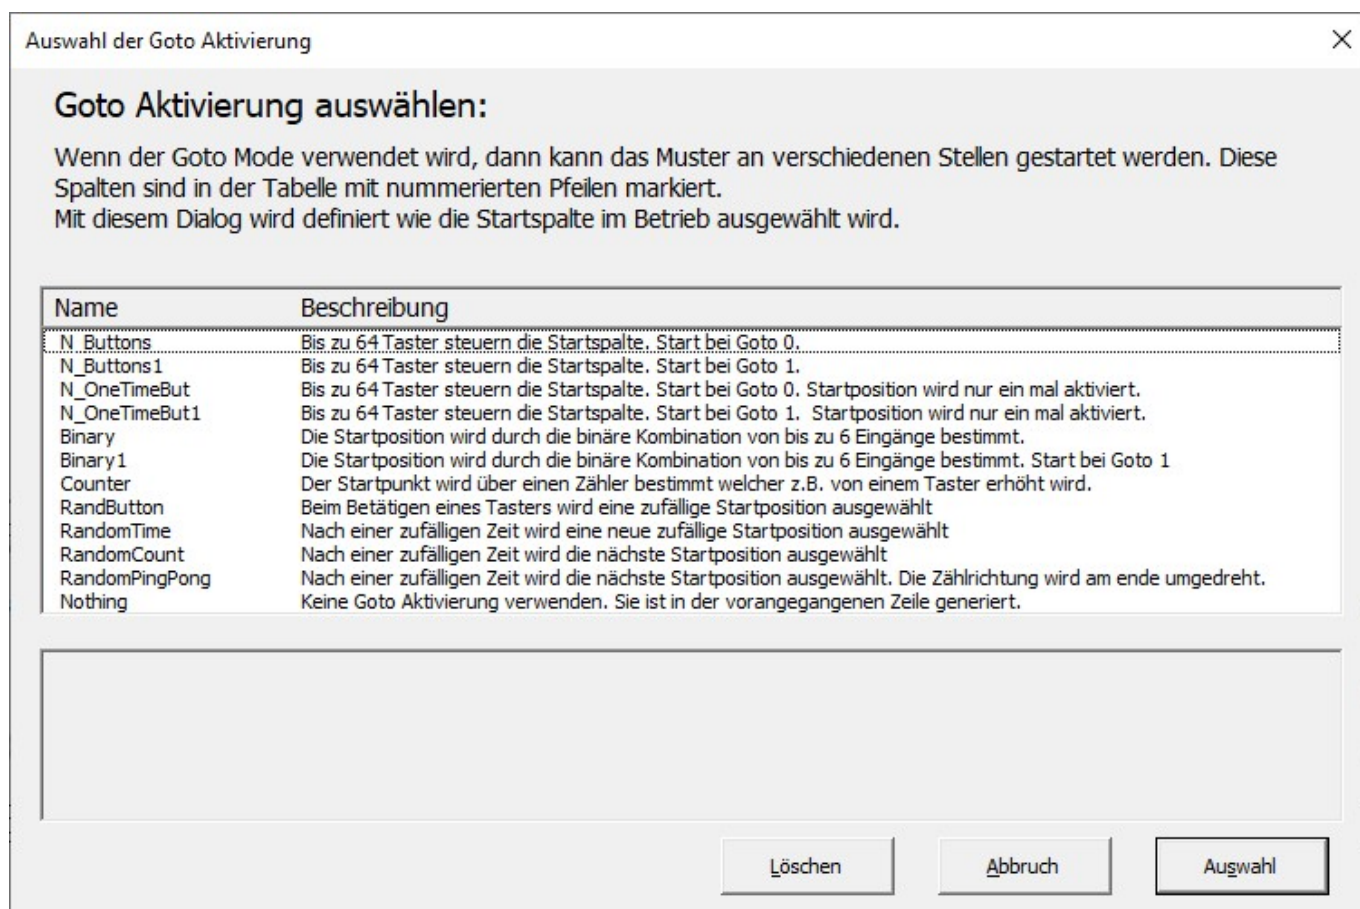 Auswahl der Goto Aktivierung
Goto Aktivierung auswählen:
Wenn der Goto Mode verwendet wird, dann kann das Muster an verschiedenen Stellen gestartet werden. Diese
Spalten sind in der Tabelle mit nummerierten Pfeilen markiert.
Mit diesem Dialog wird definiert wie die Startspalte im Betrieb ausgewählt wird.
Name Beschreibung
N_Buttons Bis zu 64 Taster steuern die Startspalte. Start bei Goto 0.
N_Buttons1 Bis zu 64 Taster steuern die Startspalte. Start bei Goto 1.
N_OneTimeBut Bis zu 64 Taster steuern die Startspalte. Start bei Goto 0. Startposition wird nur ein mal aktiviert.
N_OneTimeBut1 Bis zu 64 Taster steuern die Startspalte. Start bei Goto 1.  Startposition wird nur ein mal aktiviert.
Binary Die Startposition wird durch die binäre Kombination von bis zu 6 Eingänge bestimmt.
Binary1 Die Startposition wird durch die binäre Kombination von bis zu 6 Eingänge bestimmt. Start bei Goto 1
Counter Der Startpunkt wird über einen Zähler bestimmt welcher z.B. von einem Taster erhöht wird.
RandButton Beim Betätigen eines Tasters wird eine zufällige Startposition ausgewählt
RandomTime Nach einer zufälligen Zeit wird eine neue zufällige Startposition ausgewählt
RandomCount Nach einer zufälligen Zeit wird die nächste Startposition ausgewählt
RandomPingPong Nach einer zufälligen Zeit wird die nächste Startposition ausgewählt. Die Zählrichtung wird am ende umgedreht.
Nothing Keine Goto Aktivierung verwenden. Sie ist in der vorangegangenen Zeile generiert.
Löschen Abbruch Auswahl